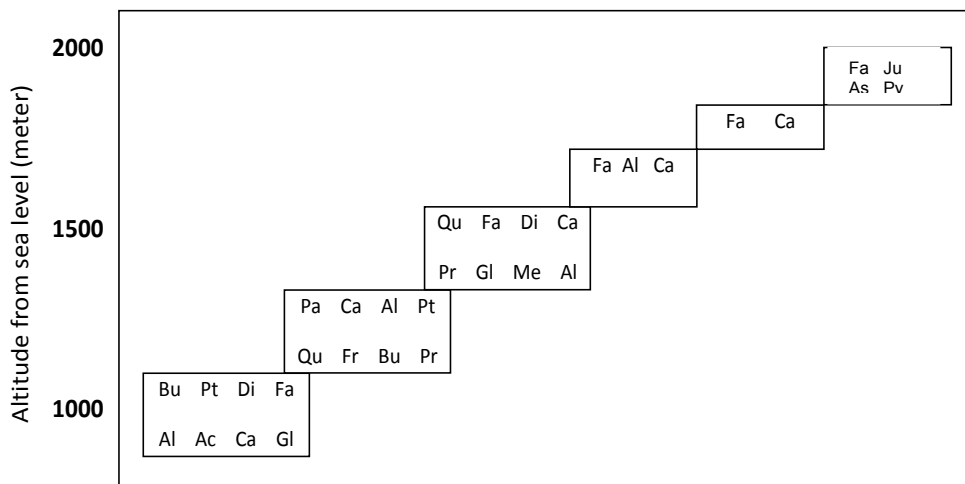 2000
Fa Ju
As Py
Fa Ca
Fa Al Ca
1500
Qu Fa Di Ca
Pr Gl Me Al
Pa Ca Al Pt
Qu Fr Bu Pr
1000
Bu Pt Di Fa
Al Ac Ca Gl
Altitude from sea level (meter)